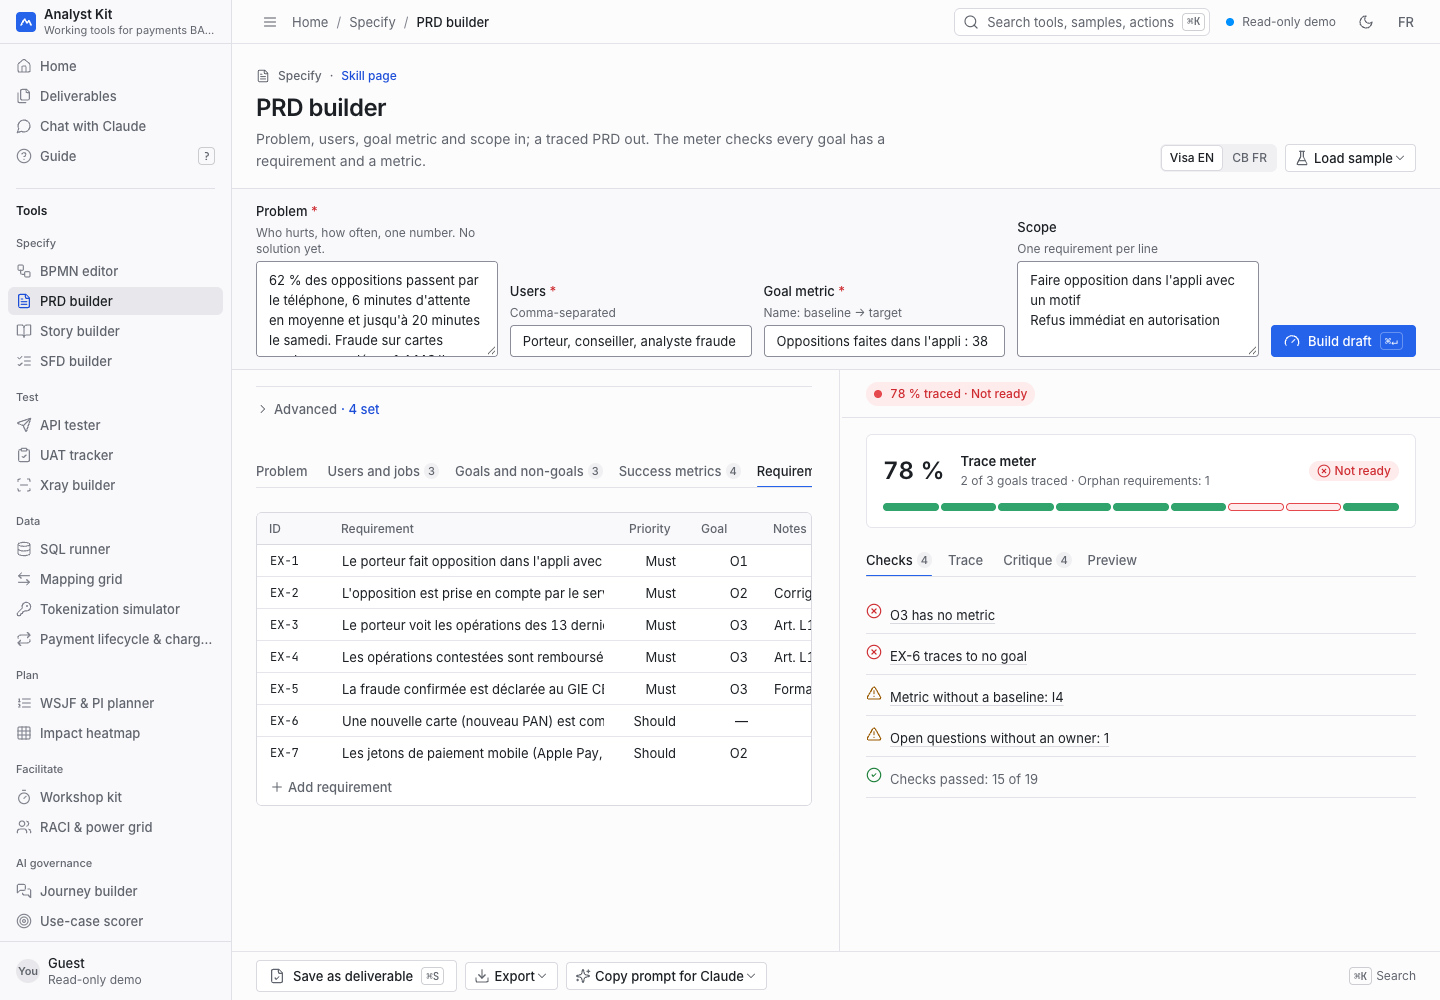 Analyst Kit
Working tools for payments BA...
Home
Deliverables
Chat with Claude
Guide
?
Tools
Specify
BPMN editor
PRD builder
Story builder
SFD builder
Test
API tester
UAT tracker
Xray builder
Data
SQL runner
Mapping grid
Tokenization simulator
Payment lifecycle & charg...
Plan
WSJF & PI planner
Impact heatmap
Facilitate
Workshop kit
RACI & power grid
AI governance
Journey builder
Use-case scorer
You
Guest
Read-only demo
Home / Specify / PRD builder
Search tools, samples, actions ⌘K
Read-only demo
FR
Specify · Skill page
PRD builder
Problem, users, goal metric and scope in; a traced PRD out. The meter checks every goal has a
requirement and a metric.
Visa EN
CB FR
Load sample
Problem *
Who hurts, how often, one number. No
solution yet.
62 % des oppositions passent par
le téléphone, 6 minutes d'attente
en moyenne et jusqu'à 20 minutes
le samedi. Fraude sur cartes
Users *
Comma-separated
Porteur, conseiller, analyste fraude
Goal metric *
Name: baseline → target
Oppositions faites dans l'appli : 38
Scope
One requirement per line
Faire opposition dans l'appli avec
un motif
Refus immédiat en autorisation
Build draft ⌘↵
Advanced · 4 set
Problem
Users and jobs 3
Goals and non-goals 3
Success metrics 4
Requirem
ID Requirement Priority Goal Notes
EX-1 Le porteur fait opposition dans l'appli avec Must O1
EX-2 L'opposition est prise en compte par le serv Must O2 Corrig
EX-3 Le porteur voit les opérations des 13 derni Must O3 Art. L1
EX-4 Les opérations contestées sont remboursé Must O3 Art. L1
EX-5 La fraude confirmée est déclarée au GIE CE Must O3 Forma
EX-6 Une nouvelle carte (nouveau PAN) est com Should —
EX-7 Les jetons de paiement mobile (Apple Pay, Should O2
Add requirement
78 % traced · Not ready
78 %
Trace meter
2 of 3 goals traced · Orphan requirements: 1
Not ready
Checks 4
Trace
Critique 4
Preview
O3 has no metric
EX-6 traces to no goal
Metric without a baseline: I4
Open questions without an owner: 1
Checks passed: 15 of 19
Save as deliverable ⌘S
Export
Copy prompt for Claude
⌘K Search